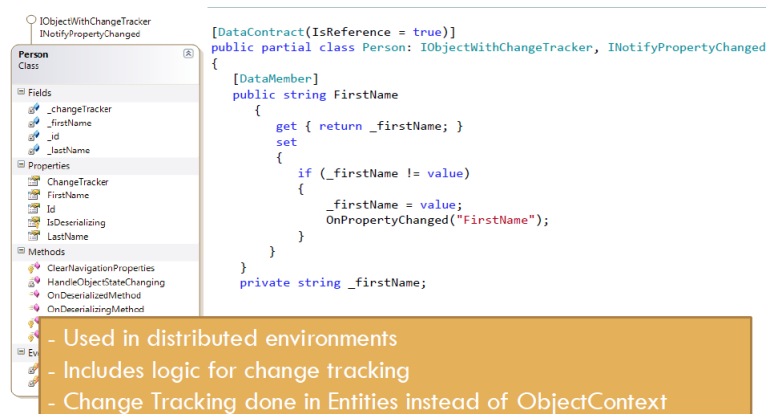 IObjectWithChangeTracker
INotifyPropertyChanged
Person
Class
Fields
_changeTracker
_firstName
_id
_lastName
Properties
ChangeTracker
FirstName
Id
IsDeserializing
LastName
Methods
ClearNavigationProperties
HandleObjectStateChanging
OnDeserializedMethod
OnDeserializingMethod
Ev
[DataContract(IsReference = true)]
public partial class Person: IObjectWithChangeTracker, INotifyPropertyChanged
{
[DataMember]
public string FirstName
{
get { return _firstName; }
set
{
if (_firstName != value)
{
_firstName = value;
OnPropertyChanged("FirstName");
}
}
}
private string _firstName;
- Used in distributed environments
- Includes logic for change tracking
- Change Tracking done in Entities instead of ObjectContext